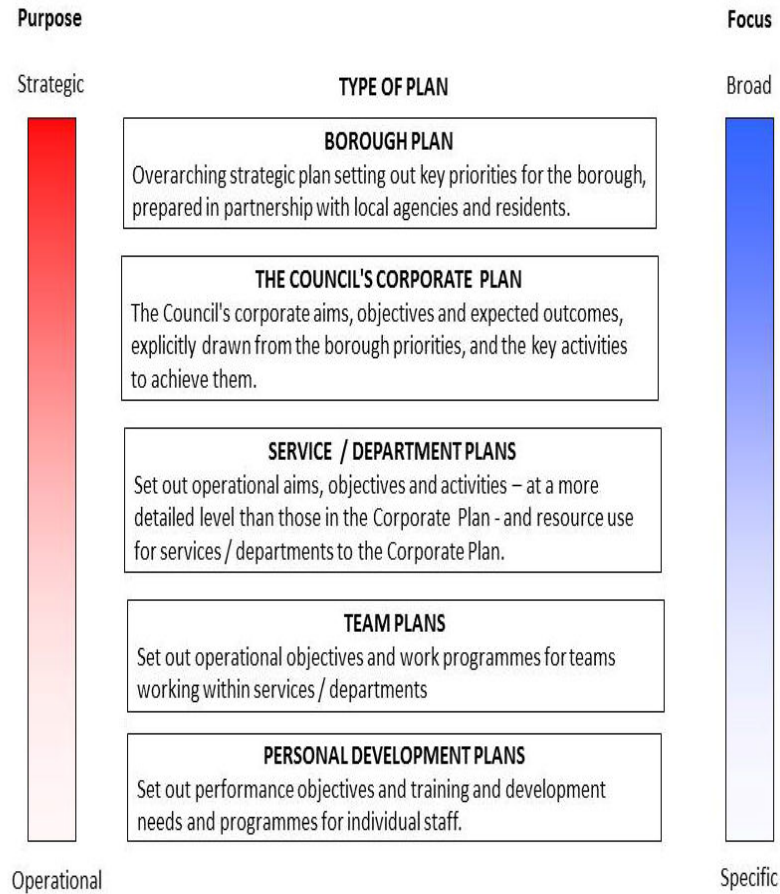 Purpose
Focus
Strategic
TYPE OF PLAN
Broad
BOROUGH PLAN
Overarching strategic plan setting out key priorities for the borough,
prepared in partnership with local agencies and residents.
THE COUNCIL'S CORPORATE PLAN
The Council's corporate aims, objectives and expected outcomes,
explicitly drawn from the borough priorities, and the key activities
to achieve them.
SERVICE / DEPARTMENT PLANS
Set out operational aims, objectives and activities – at a more
detailed level than those in the Corporate Plan - and resource use
for services / departments to the Corporate Plan.
TEAM PLANS
Set out operational objectives and work programmes for teams
working within services / departments
PERSONAL DEVELOPMENT PLANS
Set out performance objectives and training and development
needs and programmes for individual staff.
Operational
Specific